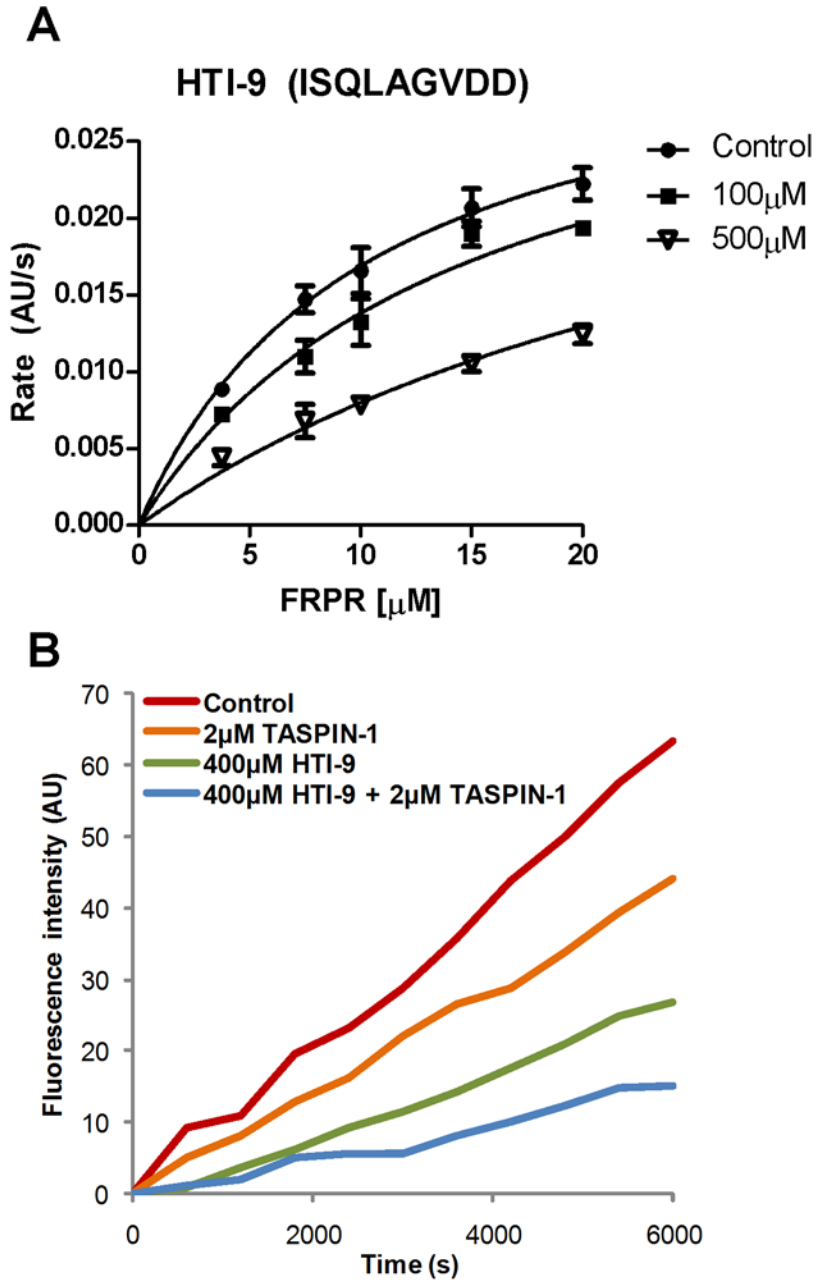 A
HTI-9 (ISQLAGVDD)
Rate (AU/s)
0.025
0.020
0.015
0.010
0.005
0.000
0 5 10 15 20
FRPR [μM]
Control
100μM
500μM
B
Fluorescence intensity (AU)
70
60
50
40
30
20
10
0
Control
2μM TASPIN-1
400μM HTI-9
400μM HTI-9 + 2μM TASPIN-1
0 2000 4000 6000
Time (s)